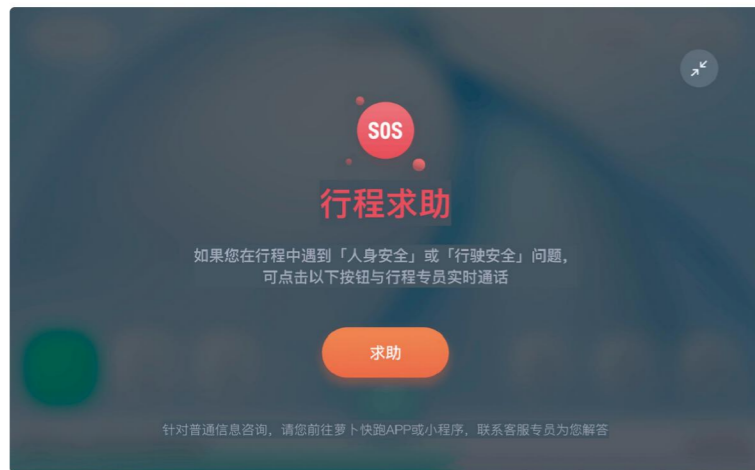 SOS
行程求助
如果您在行程中遇到「人身安全」或「行驶安全」问题，
可点击以下按钮与行程专员实时通话
求助
针对普通信息咨询，请您前往萝卜快跑APP或小程序，联系客服专员为您解答